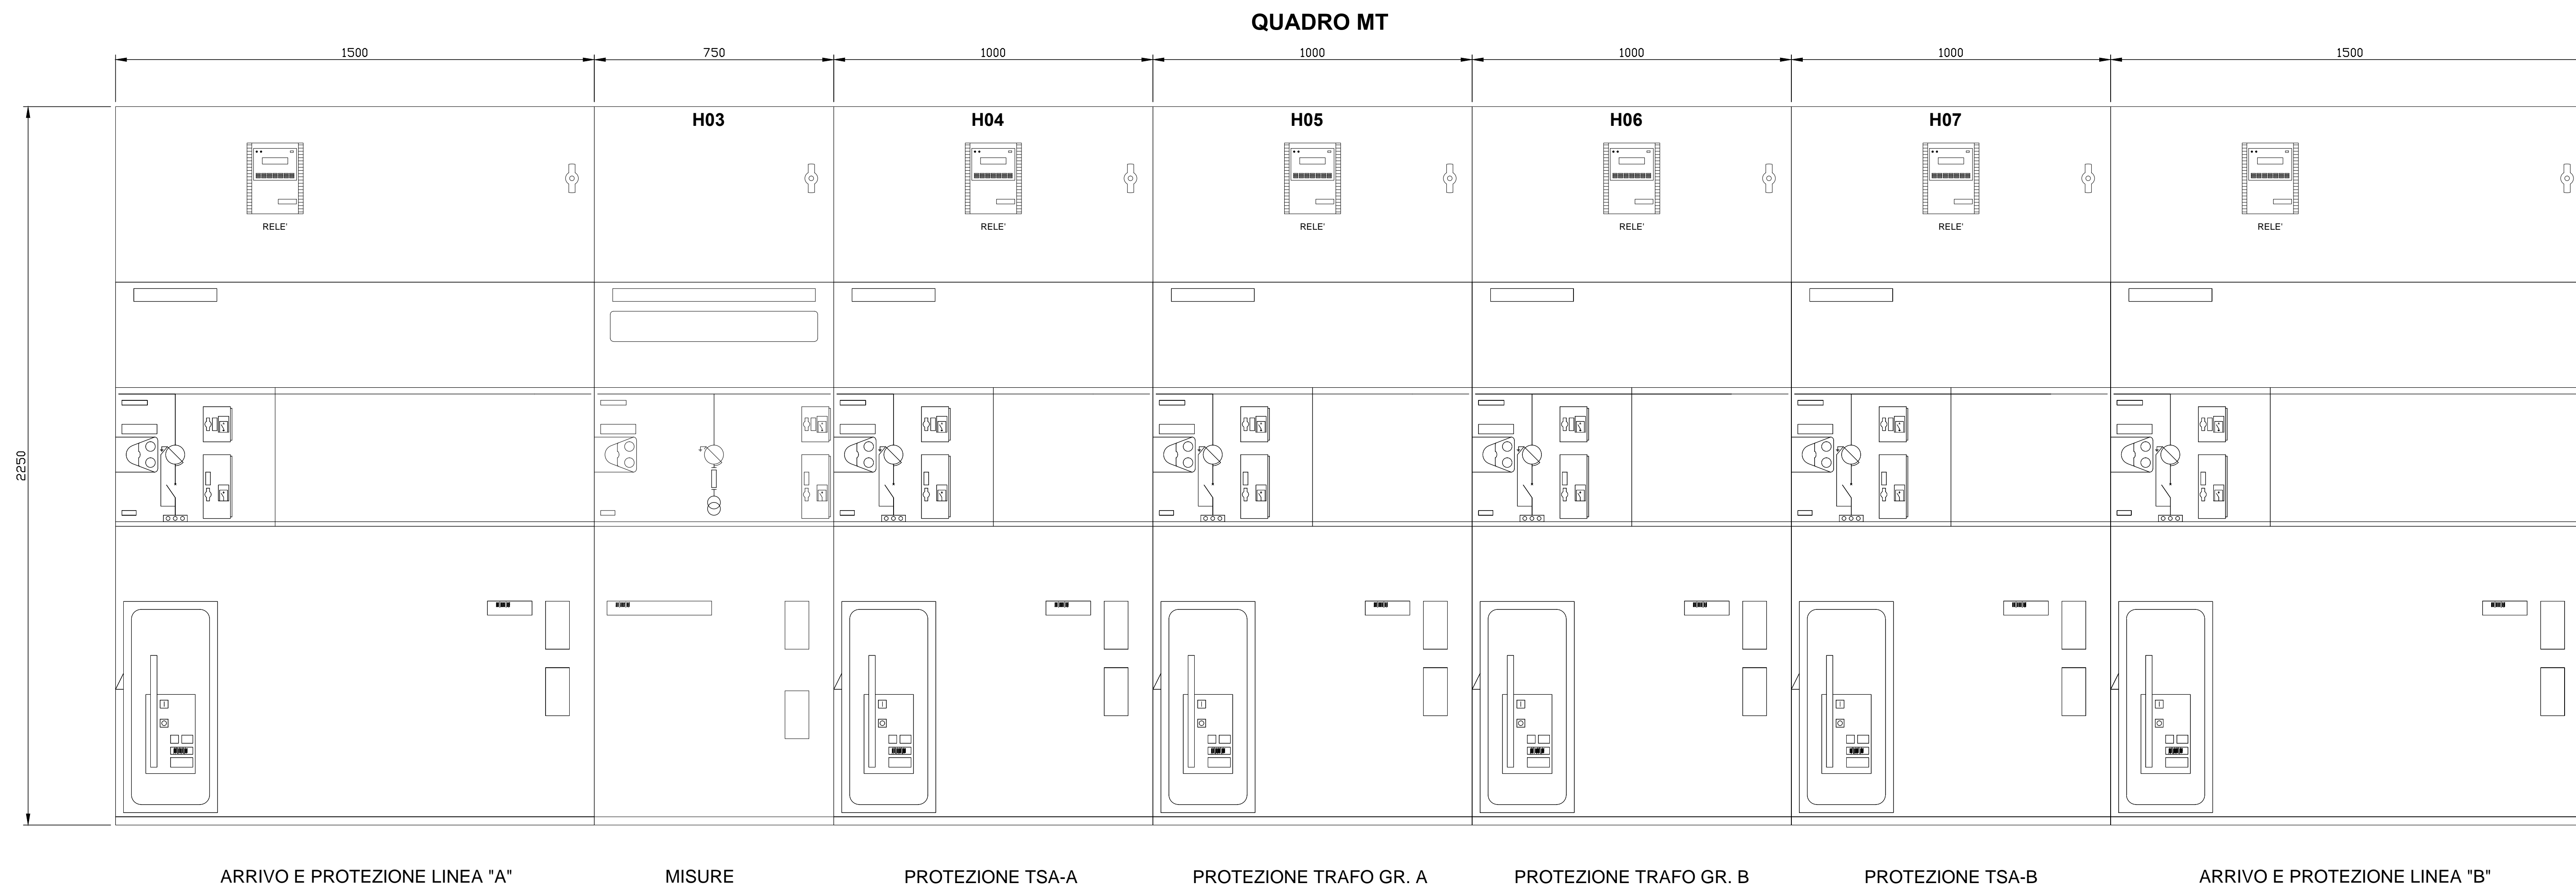 QUADRO MT
1500 750 1000 1000 1000 1000 1500
H03 H04 H05 H06 H07
RELE' RELE' RELE' RELE' RELE' RELE'
2250
ARRIVO E PROTEZIONE LINEA "A" MISURE PROTEZIONE TSA-A PROTEZIONE TRAFO GR. A PROTEZIONE TRAFO GR. B PROTEZIONE TSA-B ARRIVO E PROTEZIONE LINEA "B"